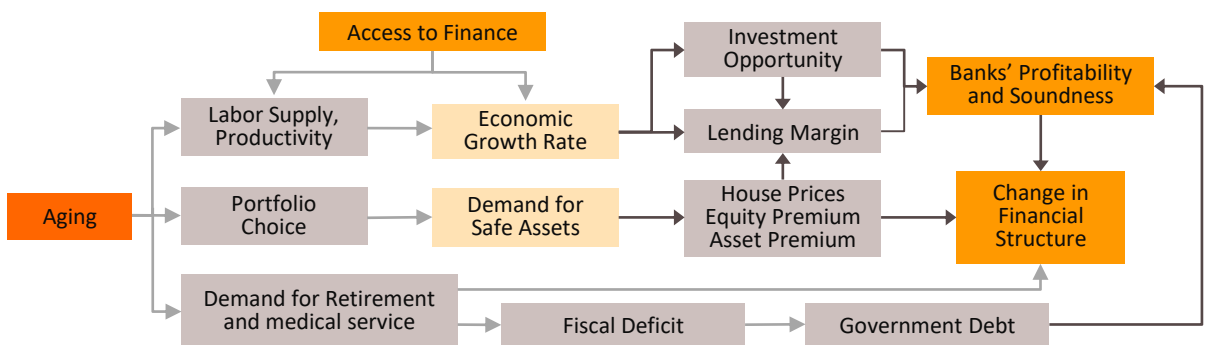 Access to Finance
Investment
Opportunity
Banks’ Profitability
and Soundness
Labor Supply,
Productivity
Economic
Growth Rate
Lending Margin
Aging
Portfolio
Choice
Demand for
Safe Assets
House Prices
Equity Premium
Asset Premium
Change in
Financial
Structure
Demand for Retirement
and medical service
Fiscal Deficit
Government Debt